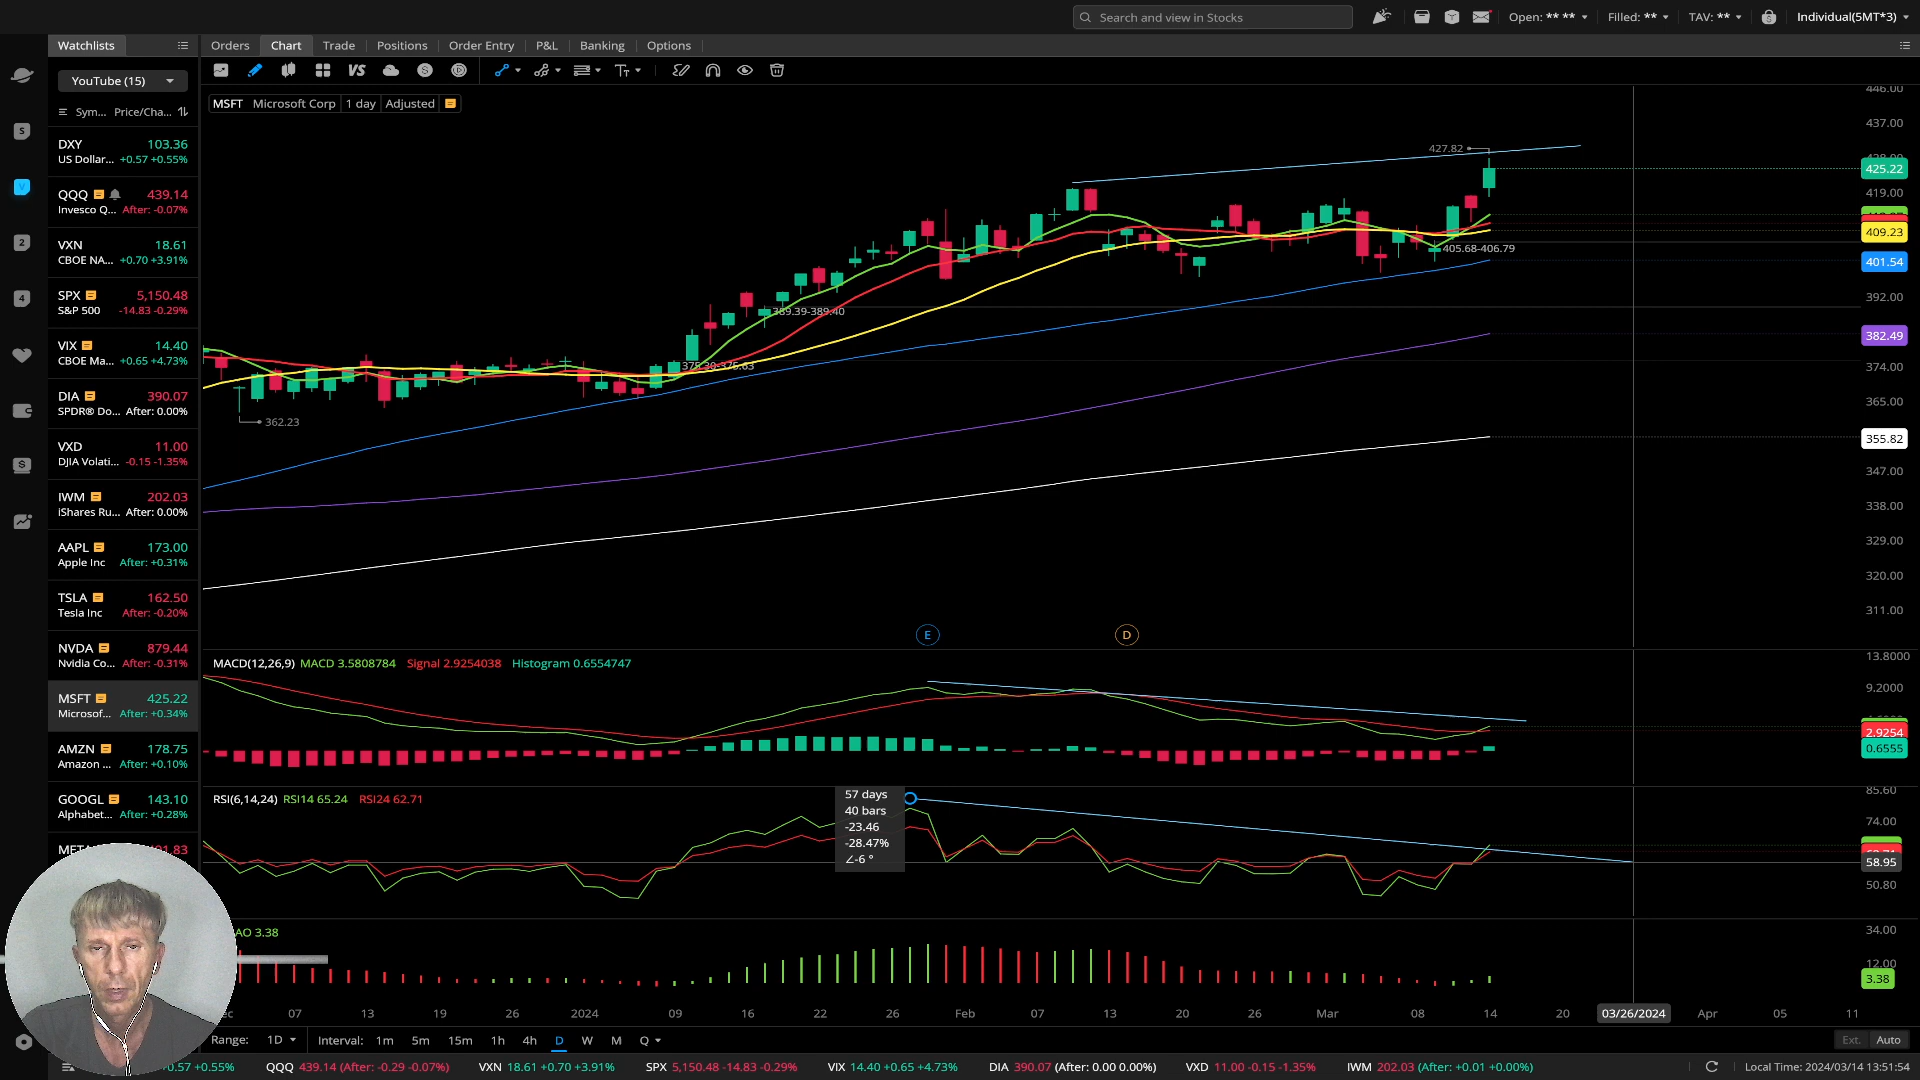 Search and view in Stocks
Open: ** **
Filled: **
TAV: **
Individual(5MT*3)
Watchlists
Orders Chart Trade Positions Order Entry P&L Banking Options
YouTube (15)
VS
Tт
Sym... Price/Cha...
DXY 103.36
US Dollar... +0.57 +0.55%
QQQ 439.14
Invesco Q... After: -0.07%
VXN 18.61
CBOE NA... +0.70 +3.91%
SPX 5,150.48
S&P 500 -14.83 -0.29%
VIX 14.40
CBOE Ma... +0.65 +4.73%
DIA 390.07
SPDR® Do... After: 0.00%
VXD 11.00
DJIA Volati... -0.15 -1.35%
IWM 202.03
iShares Ru... After: 0.00%
AAPL 173.00
Apple Inc After: +0.31%
TSLA 162.50
Tesla Inc After: -0.20%
NVDA 879.44
Nvidia Co... After: -0.31%
MSFT 425.22
Microsof... After: +0.34%
AMZN 178.75
Amazon ... After: +0.10%
GOOGL 143.10
Alphabet... After: +0.28%
MSFT Microsoft Corp 1 day Adjusted
427.82
405.68-406.79
389.39-389.40
375.30-375.63
362.23
446.00
437.00
425.22
419.00
409.23
401.54
392.00
382.49
374.00
365.00
355.82
347.00
338.00
329.00
320.00
311.00
E
D
MACD(12,26,9) MACD 3.5808784 Signal 2.9254038 Histogram 0.6554747
13.8000
9.2000
2.9254
0.6555
RSI(6,14,24) RSI14 65.24 RSI24 62.71
57 days
40 bars
-23.46
-28.47%
∠-6 °
85.60
74.00
58.95
50.80
AO 3.38
34.00
12.00
3.38
07 13 19 26 2024 09 16 22 26 Feb 07 13 20 26 Mar 08 14 20 03/26/2024 Apr 05 11
Range: 1D Interval: 1m 5m 15m 1h 4h D W M Q
Ext. Auto
+0.57 +0.55% QQQ 439.14 (After: -0.29 -0.07%) VXN 18.61 +0.70 +3.91% SPX 5,150.48 -14.83 -0.29% VIX 14.40 +0.65 +4.73% DIA 390.07 (After: 0.00 0.00%) VXD 11.00 -0.15 -1.35% IWM 202.03 (After: +0.01 +0.00%)
Local Time: 2024/03/14 13:51:54